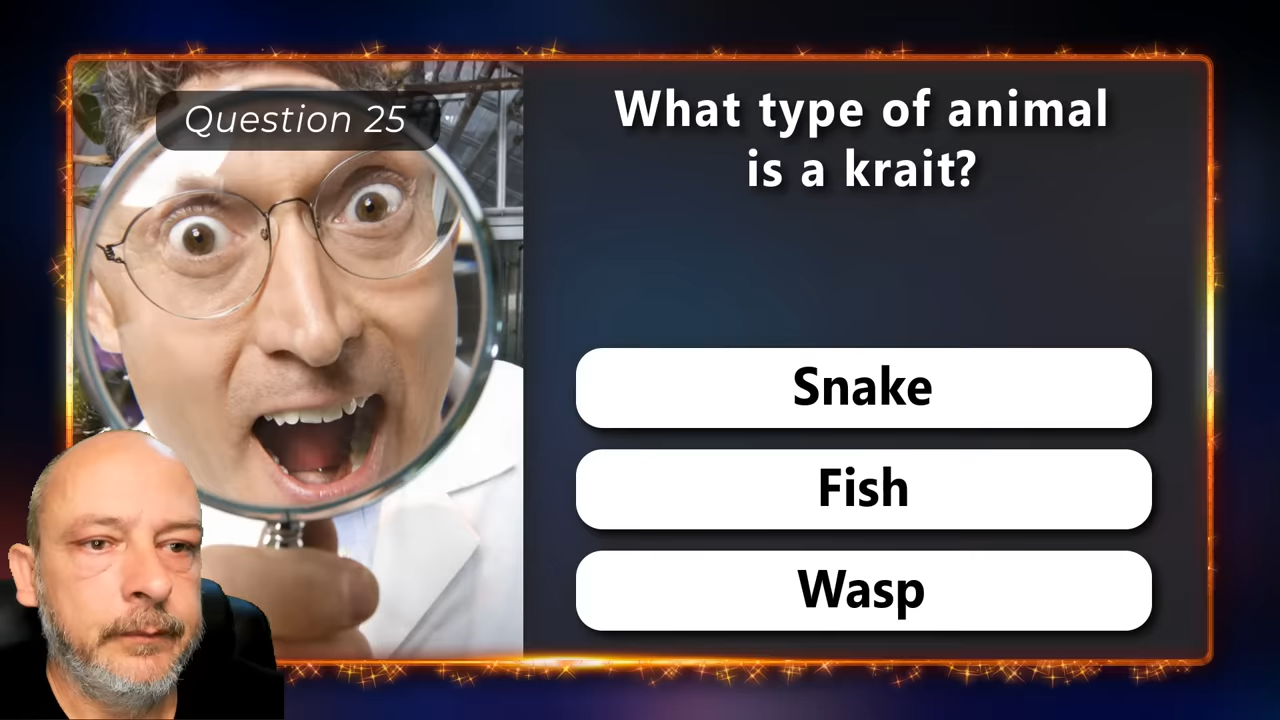 Question 25
What type of animal
is a krait?
Snake
Fish
Wasp